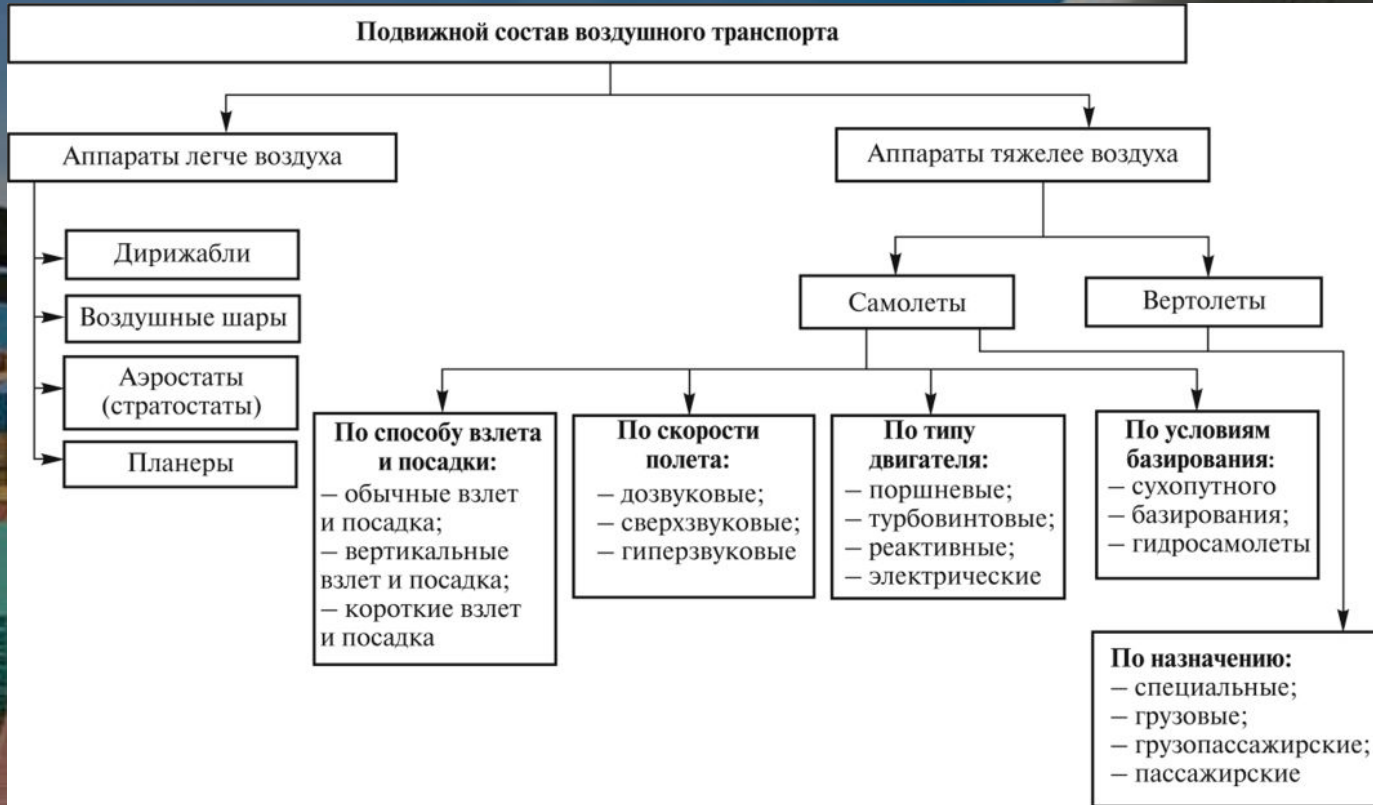 Подвижной состав воздушного транспорта
Аппараты легче воздуха
Аппараты тяжелее воздуха
Дирижабли
Воздушные шары
Аэростаты
(стратостаты)
Планеры
Самолеты
Вертолеты
По способу взлета
и посадки:
– обычные взлет
и посадка;
– вертикальные
взлет и посадка;
– короткие взлет
и посадка
По скорости
полета:
– дозвуковые;
– сверхзвуковые;
– гиперзвуковые
По типу
двигателя:
– поршневые;
– турбовинтовые;
– реактивные;
– электрические
По условиям
базирования:
– сухопутного
– базирования;
– гидросамолеты
По назначению:
– специальные;
– грузовые;
– грузопассажирские;
– пассажирские